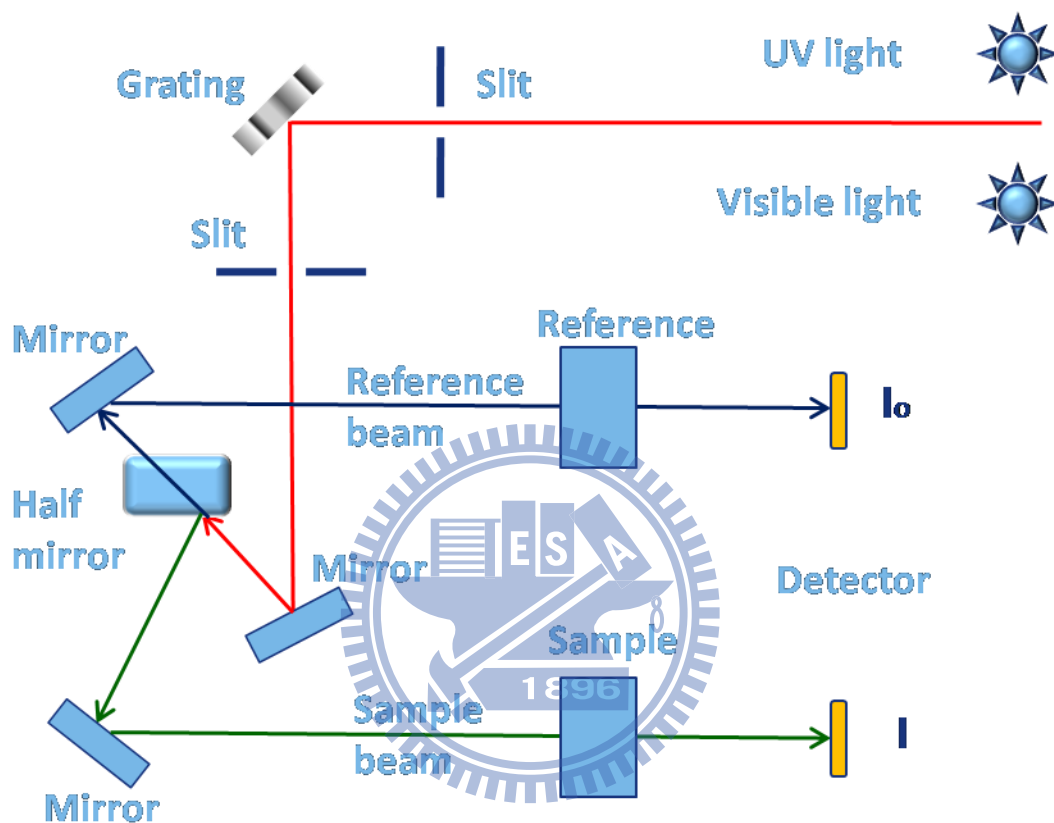 UV light
Grating
Slit
Visible light
Slit
Reference
Mirror
Reference
beam
Io
Half
mirror
E S A
Mirror
Detector
Sample
1896
Sample
beam
I
Mirror